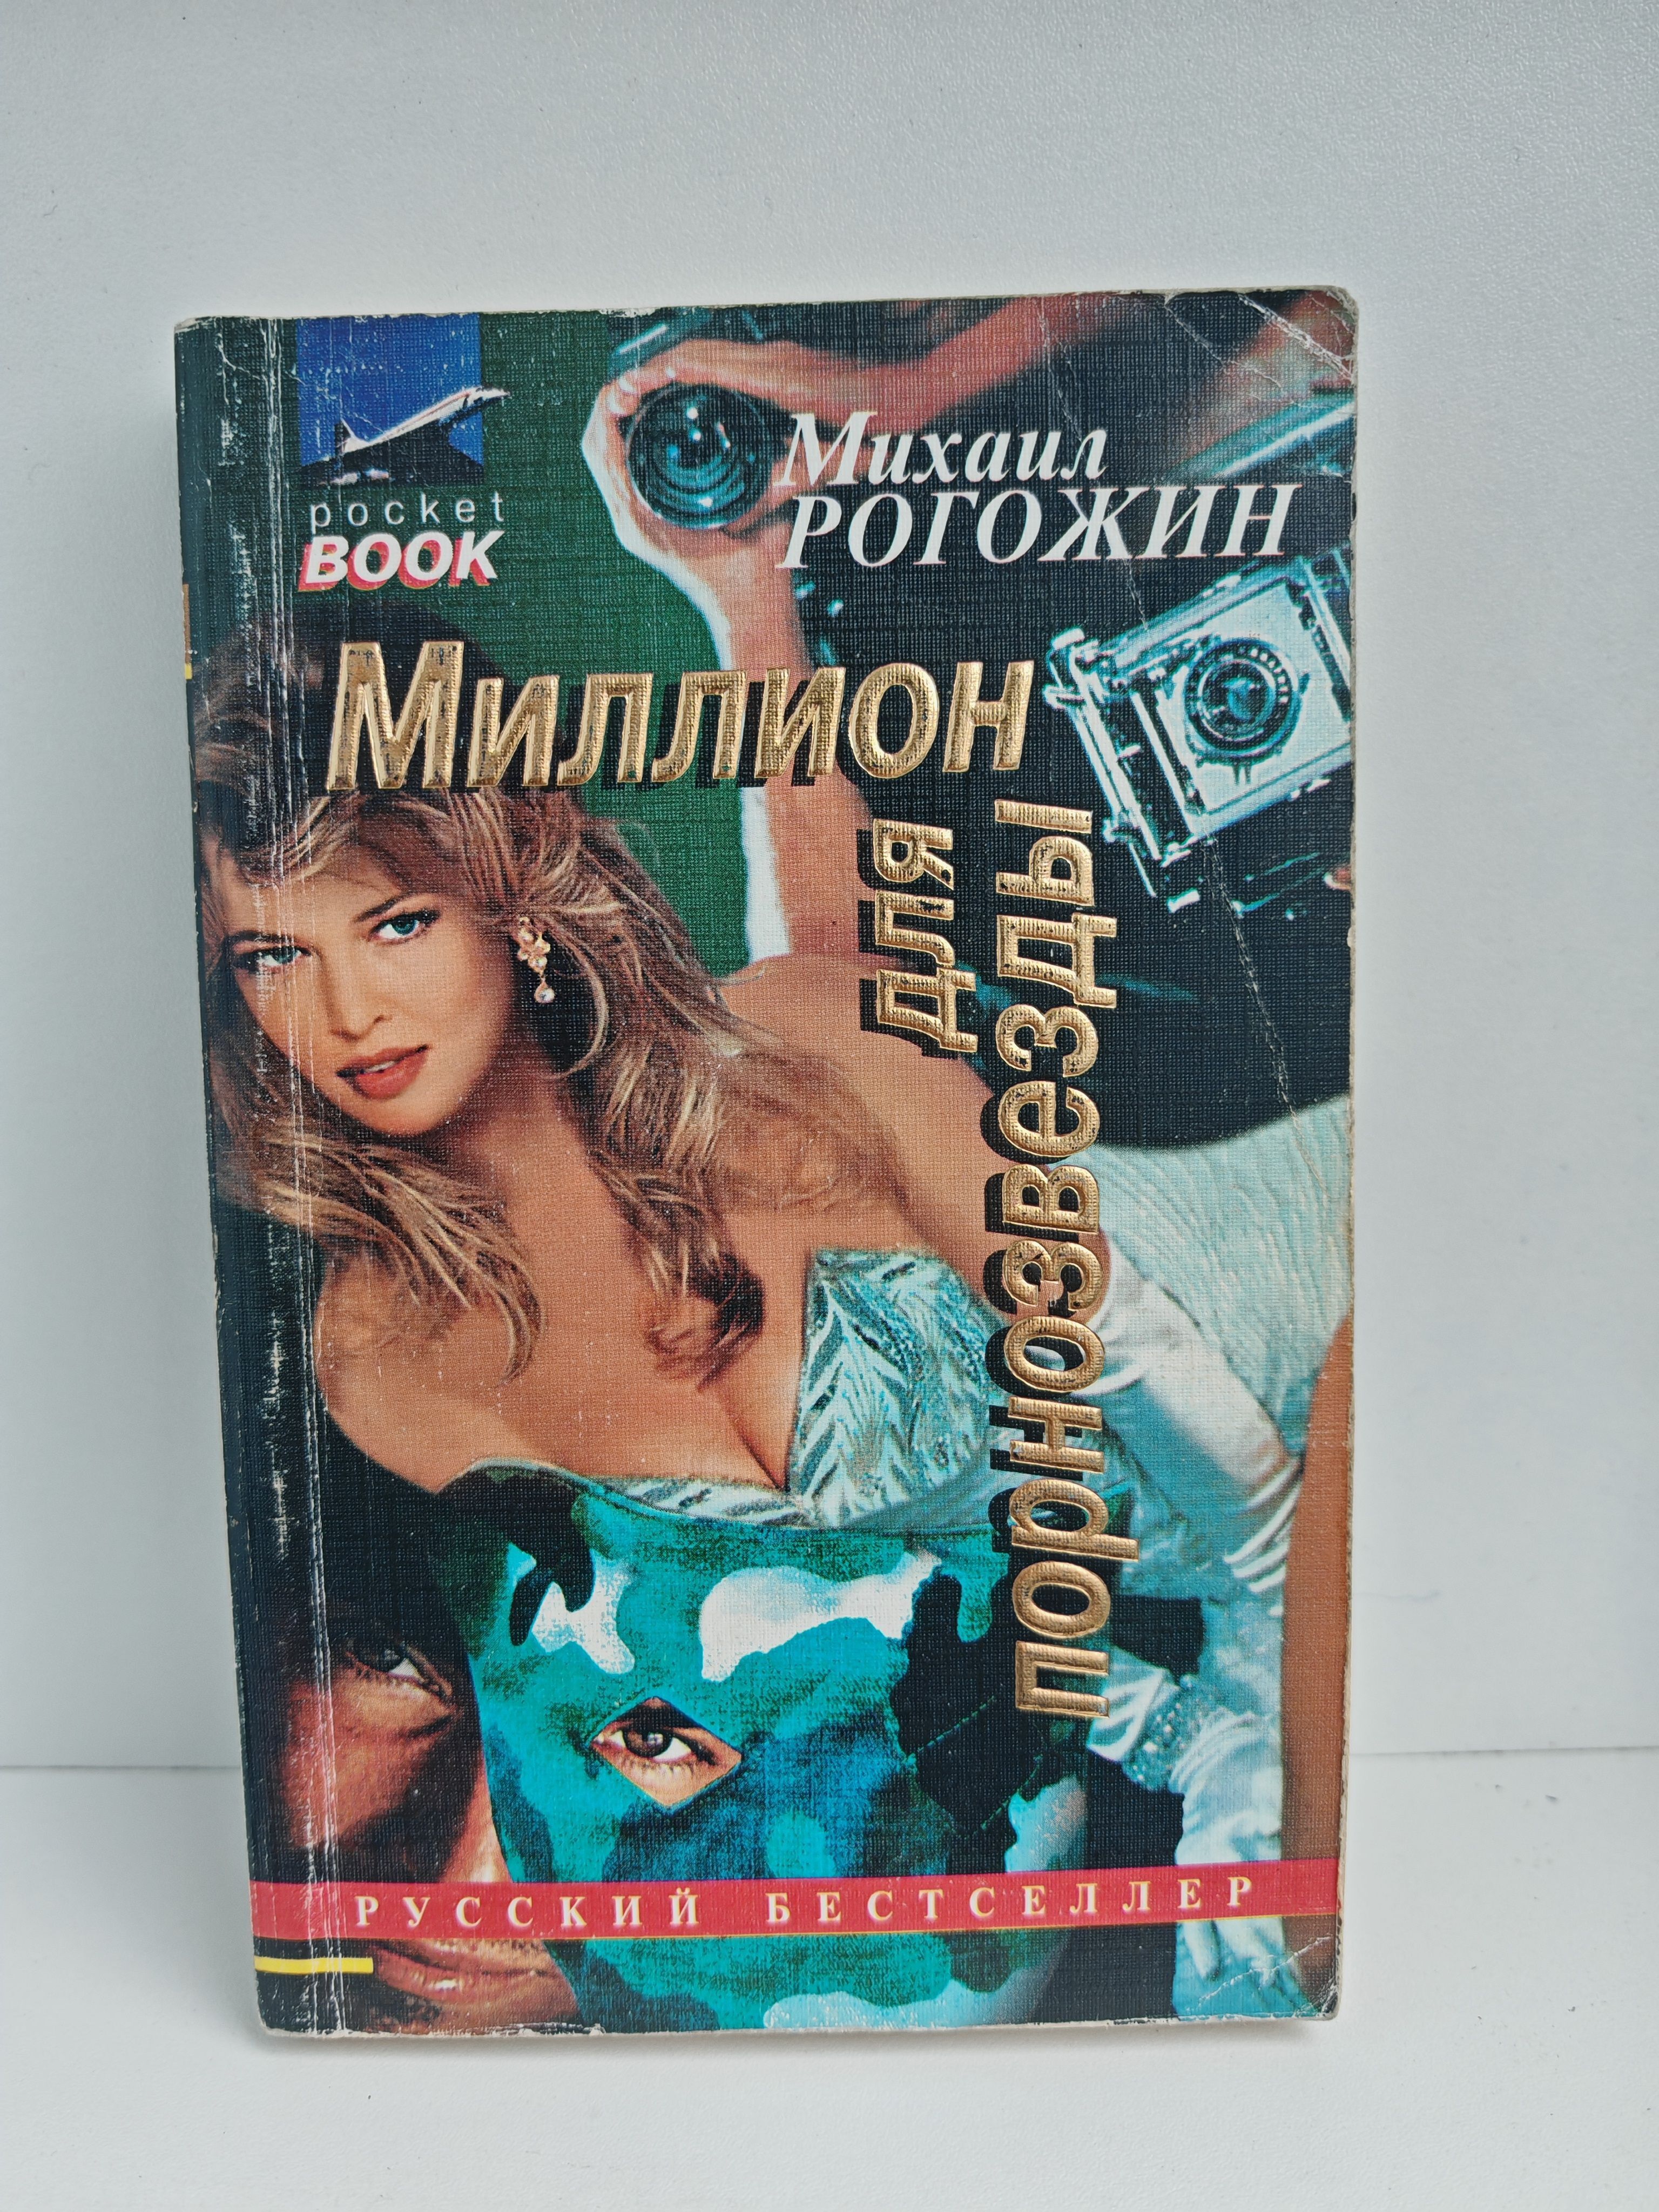 pocket
BOOK
Михаил
РОГОЖИН
Миллион
для
порнозвезды
РУССКИЙ БЕСТСЕЛЛЕР